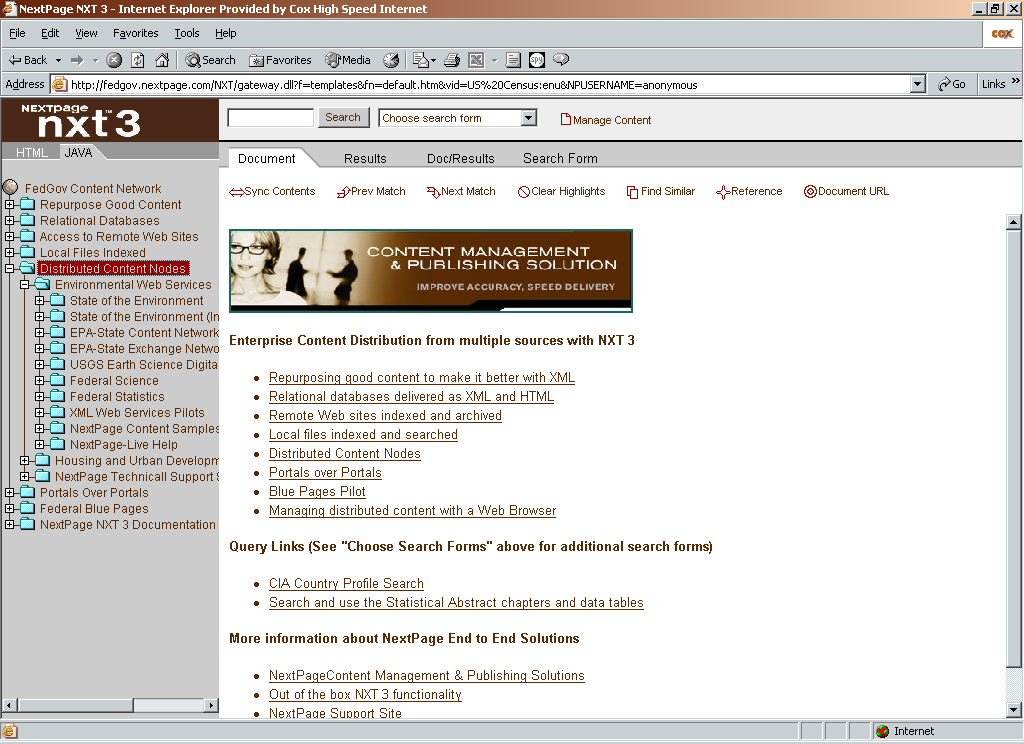 NextPage NXT 3 - Internet Explorer Provided by Cox High Speed Internet
File Edit View Favorites Tools Help
cox
Back Search Favorites Media
Address http://fedgov.nextpage.com/NXT/gateway.dll?f=templates&fn=default.htm&vid=US%20Census:enu&NPUSERNAME=anonymous Go Links »
NEXTpage
nxt 3™
Search Choose search form Manage Content
HTML JAVA
Document Results Doc/Results Search Form
Sync Contents Prev Match Next Match Clear Highlights Find Similar Reference Document URL
FedGov Content Network
Repurpose Good Content
Relational Databases
Access to Remote Web Sites
Local Files Indexed
Distributed Content Nodes
Environmental Web Services
State of the Environment
State of the Environment (In
EPA-State Content Network
EPA-State Exchange Netwo
USGS Earth Science Digita
Federal Science
Federal Statistics
XML Web Services Pilots
NextPage Content Samples
NextPage-Live Help
Housing and Urban Developm
NextPage Technicall Support S
Portals Over Portals
Federal Blue Pages
NextPage NXT 3 Documentation
CONTENT MANAGEMENT
& PUBLISHING SOLUTION
IMPROVE ACCURACY, SPEED DELIVERY
Enterprise Content Distribution from multiple sources with NXT 3
Repurposing good content to make it better with XML
Relational databases delivered as XML and HTML
Remote Web sites indexed and archived
Local files indexed and searched
Distributed Content Nodes
Portals over Portals
Blue Pages Pilot
Managing distributed content with a Web Browser
Query Links (See "Choose Search Forms" above for additional search forms)
CIA Country Profile Search
Search and use the Statistical Abstract chapters and data tables
More information about NextPage End to End Solutions
NextPageContent Management & Publishing Solutions
Out of the box NXT 3 functionality
NextPage Support Site
Internet